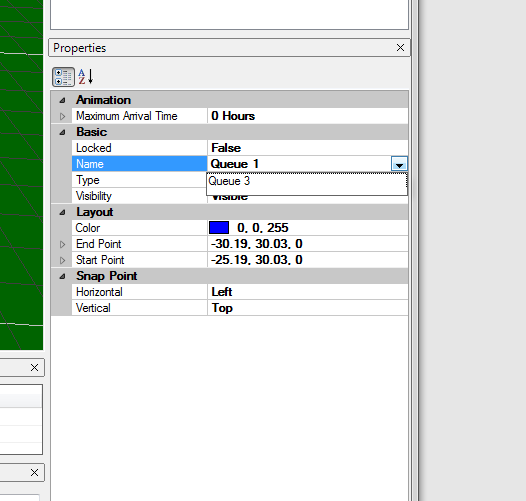 Properties
Animation
Maximum Arrival Time 0 Hours
Basic
Locked False
Name Queue 1
Type Queue 3
Visibility Visible
Layout
Color 0, 0, 255
End Point -30.19, 30.03, 0
Start Point -25.19, 30.03, 0
Snap Point
Horizontal Left
Vertical Top